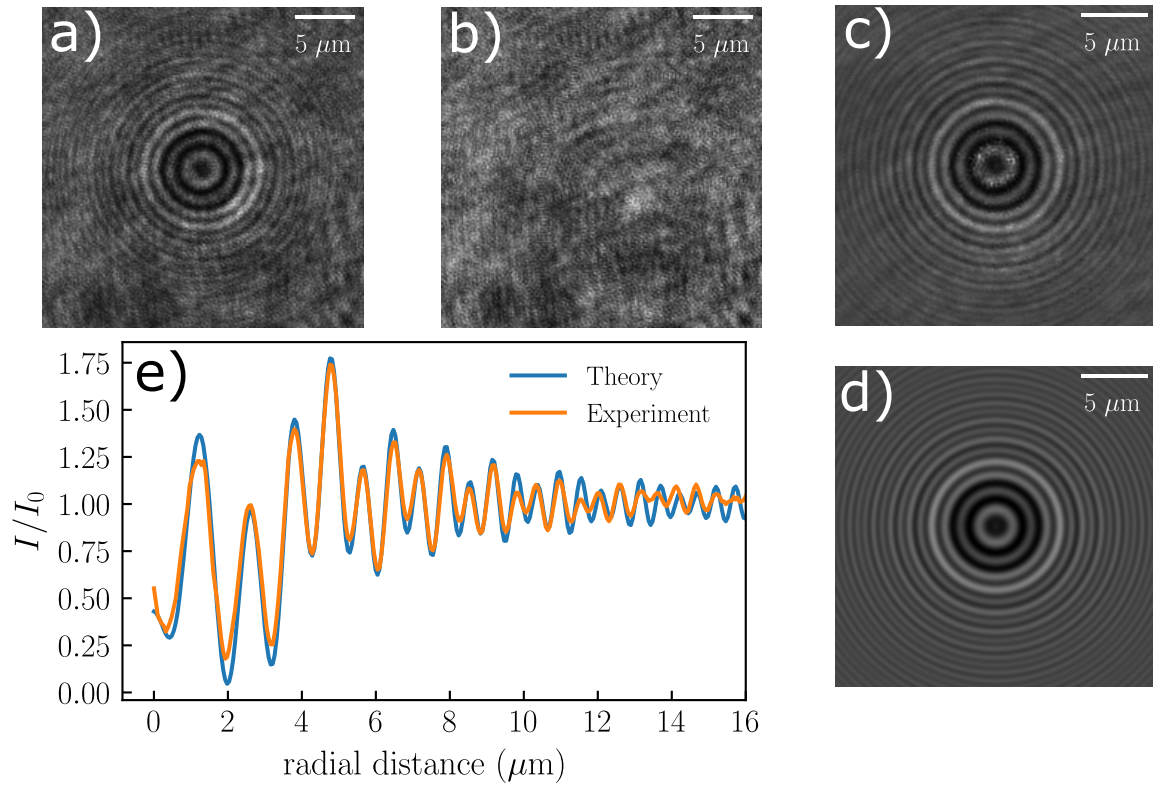 a)
5 μm
b)
5 μm
c)
5 μm
d)
5 μm
e)
Theory
Experiment
1.75
1.50
1.25
1.00
0.75
0.50
0.25
0.00
I/I₀
0 2 4 6 8 10 12 14 16
radial distance (μm)